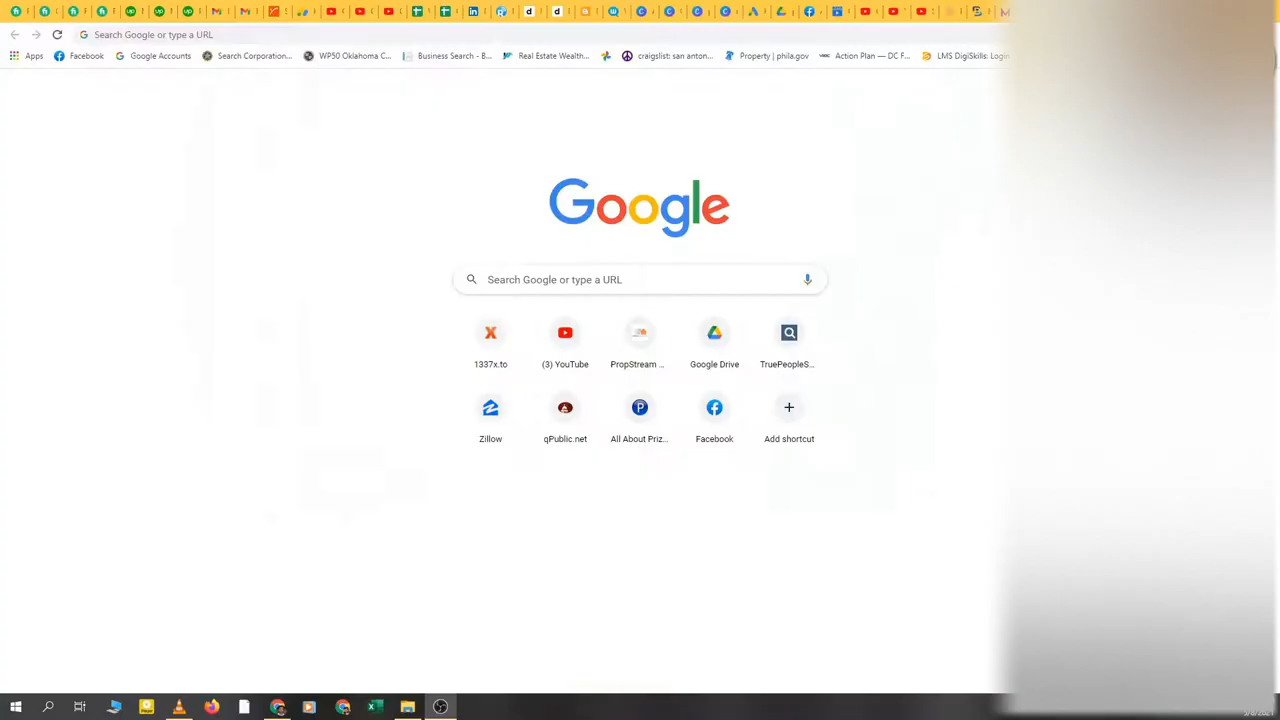 Search Google or type a URL
Apps Facebook Google Accounts Search Corporation... WP50 Oklahoma C... Business Search - B... Real Estate Wealth... craigslist: san anton... Property | phila.gov Action Plan — DC F... LMS DigiSkills: Login
Google
Search Google or type a URL
1337x.to (3) YouTube PropStream ... Google Drive TruePeopleS...
Zillow qPublic.net All About Priz... Facebook Add shortcut